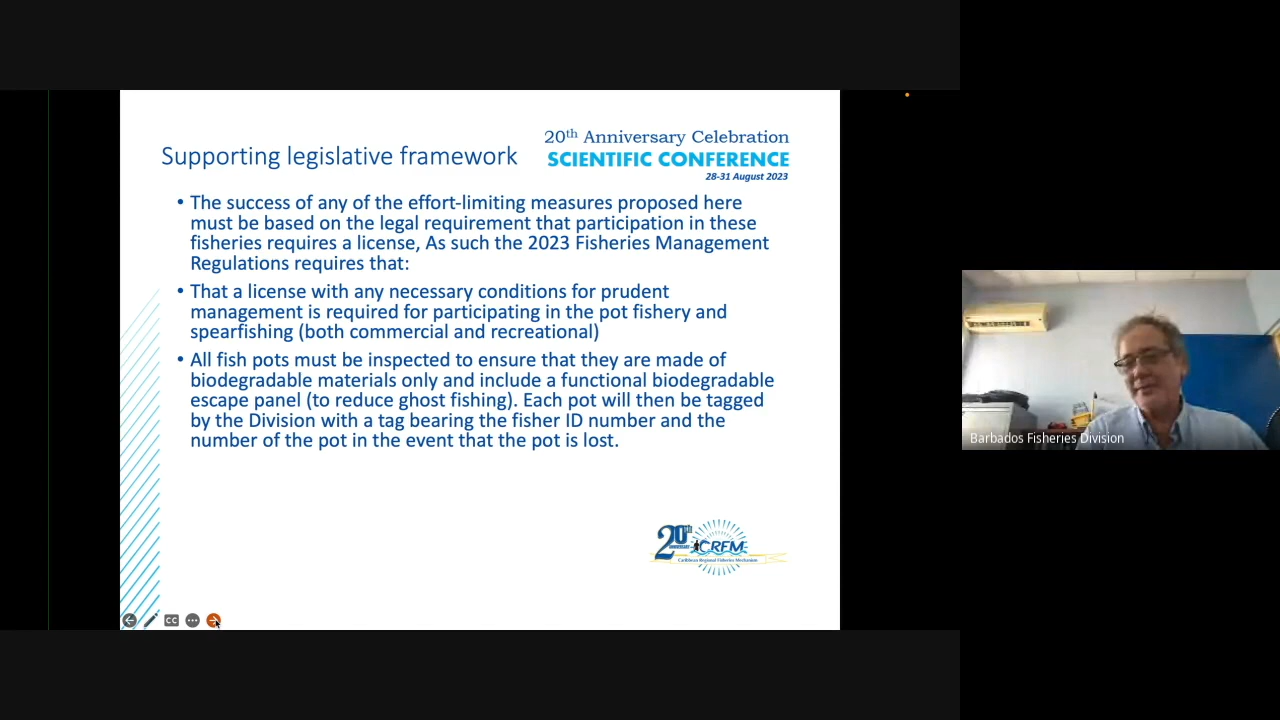 Supporting legislative framework
20th Anniversary Celebration
SCIENTIFIC CONFERENCE
28-31 August 2023
• The success of any of the effort-limiting measures proposed here
must be based on the legal requirement that participation in these
fisheries requires a license, As such the 2023 Fisheries Management
Regulations requires that:
• That a license with any necessary conditions for prudent
management is required for participating in the pot fishery and
spearfishing (both commercial and recreational)
• All fish pots must be inspected to ensure that they are made of
biodegradable materials only and include a functional biodegradable
escape panel (to reduce ghost fishing). Each pot will then be tagged
by the Division with a tag bearing the fisher ID number and the
number of the pot in the event that the pot is lost.
20th
ANNIVERSARY
CRFM
Caribbean Regional Fisheries Mechanism
CC
Barbados Fisheries Division